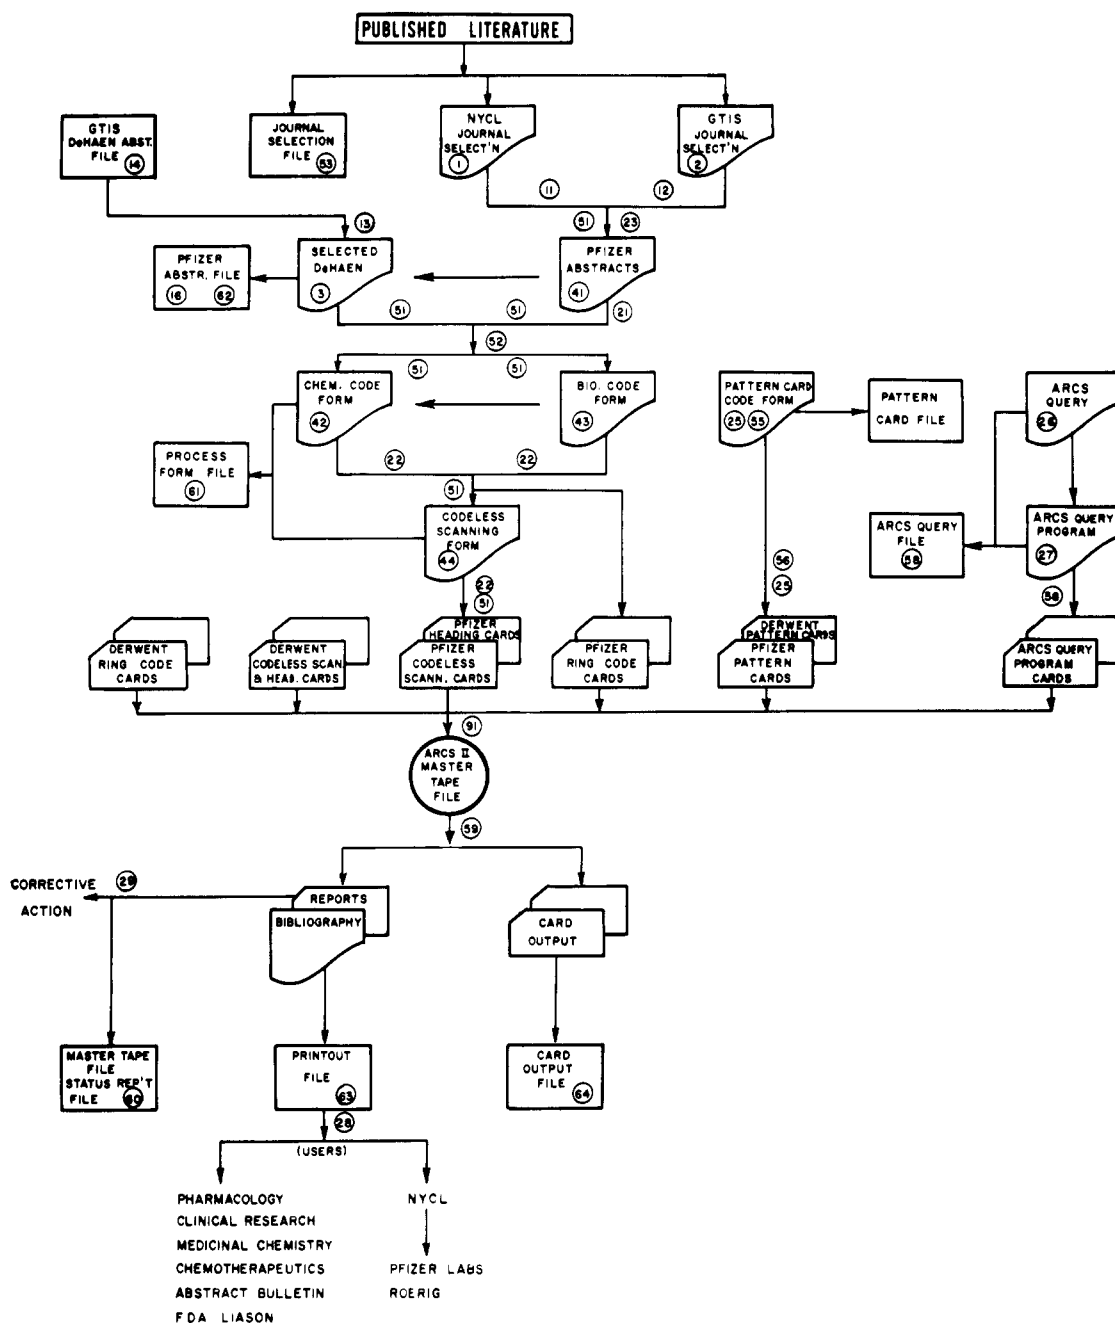 PUBLISHED LITERATURE
GTIS
DeHAEN ABST.
FILE 14
JOURNAL
SELECTION
FILE 53
NYCL
JOURNAL
SELECT'N
1
GTIS
JOURNAL
SELECT'N
2
11
12
13
51
23
PFIZER
ABSTR. FILE
16 62
SELECTED
DeHAEN
3
PFIZER
ABSTRACTS
41
51
51
21
52
51
51
CHEM. CODE
FORM
42
BIO. CODE
FORM
43
PATTERN CARD
CODE FORM
25 55
PATTERN
CARD FILE
ARCS
QUERY
26
PROCESS
FORM FILE
61
22
22
51
CODELESS
SCANNING
FORM
44
ARCS QUERY
FILE
58
ARCS QUERY
PROGRAM
27
22
51
56
25
58
DERWENT
RING CODE
CARDS
DERWENT
CODELESS SCAN.
& HEAD. CARDS
PFIZER
HEADING CARDS
PFIZER
CODELESS
SCANN. CARDS
PFIZER
RING CODE
CARDS
DERWENT
PATTERN CARDS
PFIZER
PATTERN
CARDS
ARCS QUERY
PROGRAM
CARDS
91
ARCS II
MASTER
TAPE
FILE
59
CORRECTIVE
ACTION
29
REPORTS
BIBLIOGRAPHY
CARD
OUTPUT
MASTER TAPE
FILE
STATUS REP'T
FILE 60
PRINTOUT
FILE
63
CARD
OUTPUT
FILE
64
28
(USERS)
PHARMACOLOGY
CLINICAL RESEARCH
MEDICINAL CHEMISTRY
CHEMOTHERAPEUTICS
ABSTRACT BULLETIN
FDA LIASON
NYCL
PFIZER LABS
ROERIG